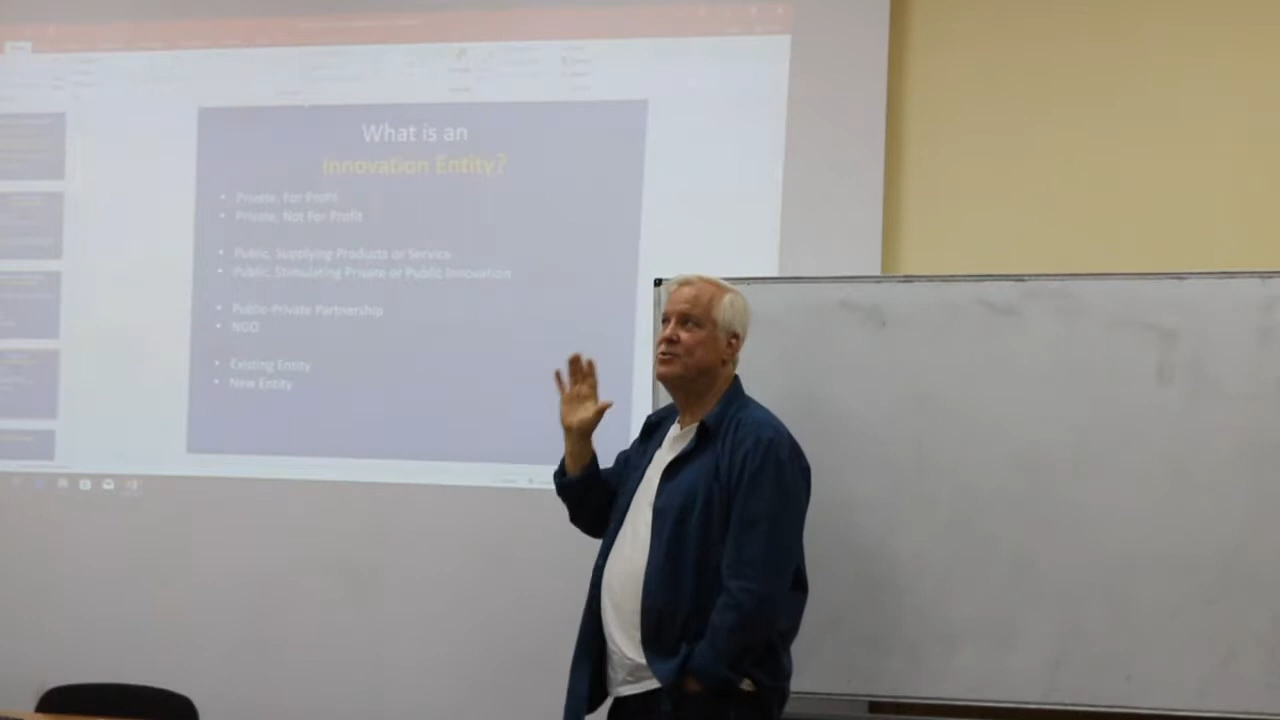 What is an
Innovation Entity?
• Private, For Profit
• Private, Not For Profit
• Public, Supplying Products or Service
• Public, Stimulating Private or Public Innovation
• Public-Private Partnership
• NGO
• Existing Entity
• New Entity